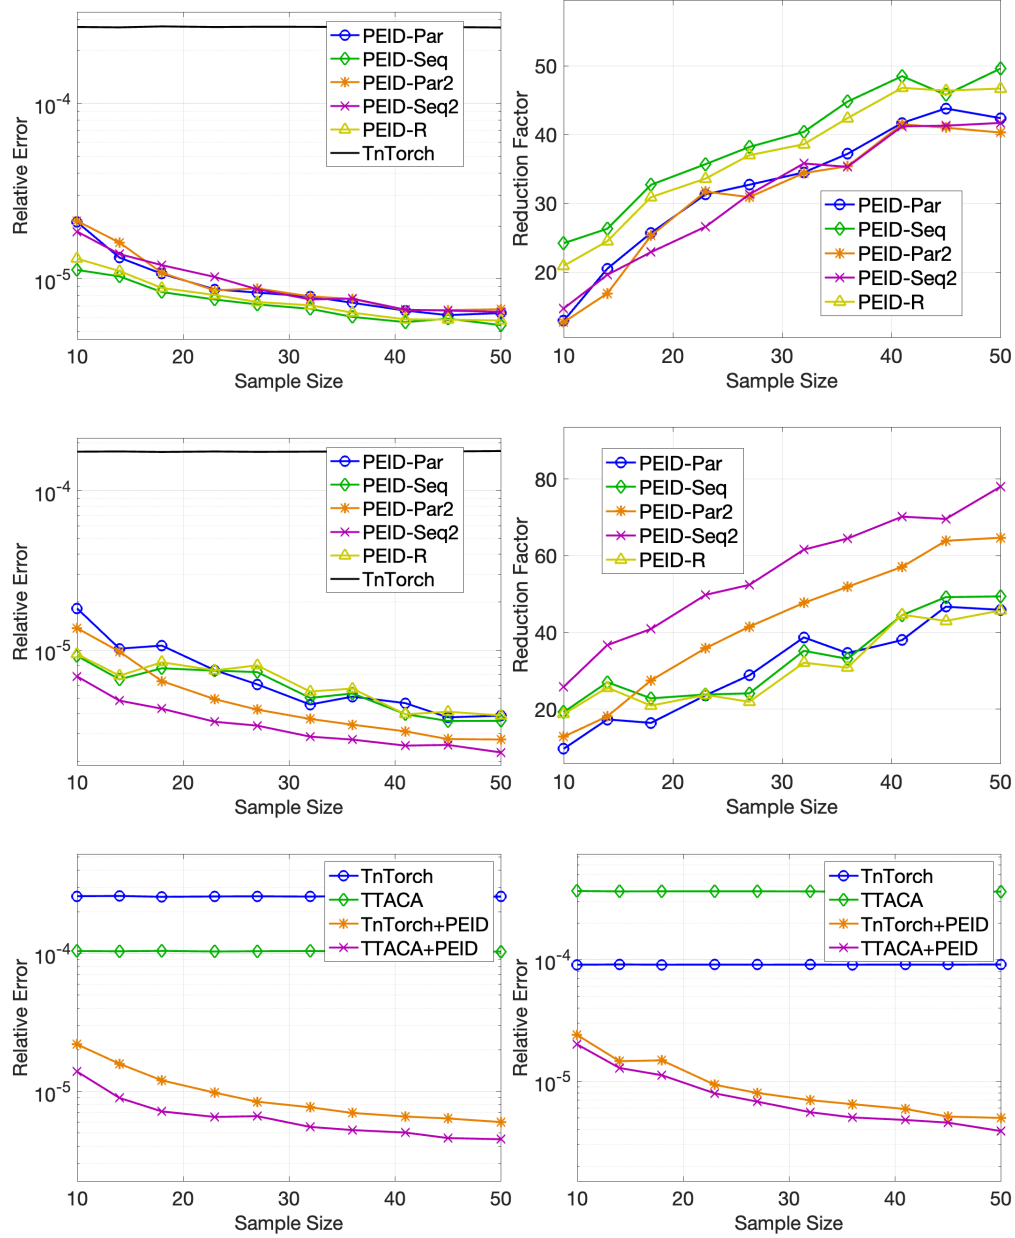 Relative Error
10^-4
10^-5
10 20 30 40 50
Sample Size
PEID-Par
PEID-Seq
PEID-Par2
PEID-Seq2
PEID-R
TnTorch
Reduction Factor
50
40
30
20
10 20 30 40 50
Sample Size
PEID-Par
PEID-Seq
PEID-Par2
PEID-Seq2
PEID-R
Relative Error
10^-4
10^-5
10 20 30 40 50
Sample Size
PEID-Par
PEID-Seq
PEID-Par2
PEID-Seq2
PEID-R
TnTorch
Reduction Factor
80
60
40
20
10 20 30 40 50
Sample Size
PEID-Par
PEID-Seq
PEID-Par2
PEID-Seq2
PEID-R
Relative Error
10^-4
10^-5
10 20 30 40 50
Sample Size
TnTorch
TTACA
TnTorch+PEID
TTACA+PEID
Relative Error
10^-4
10^-5
10 20 30 40 50
Sample Size
TnTorch
TTACA
TnTorch+PEID
TTACA+PEID